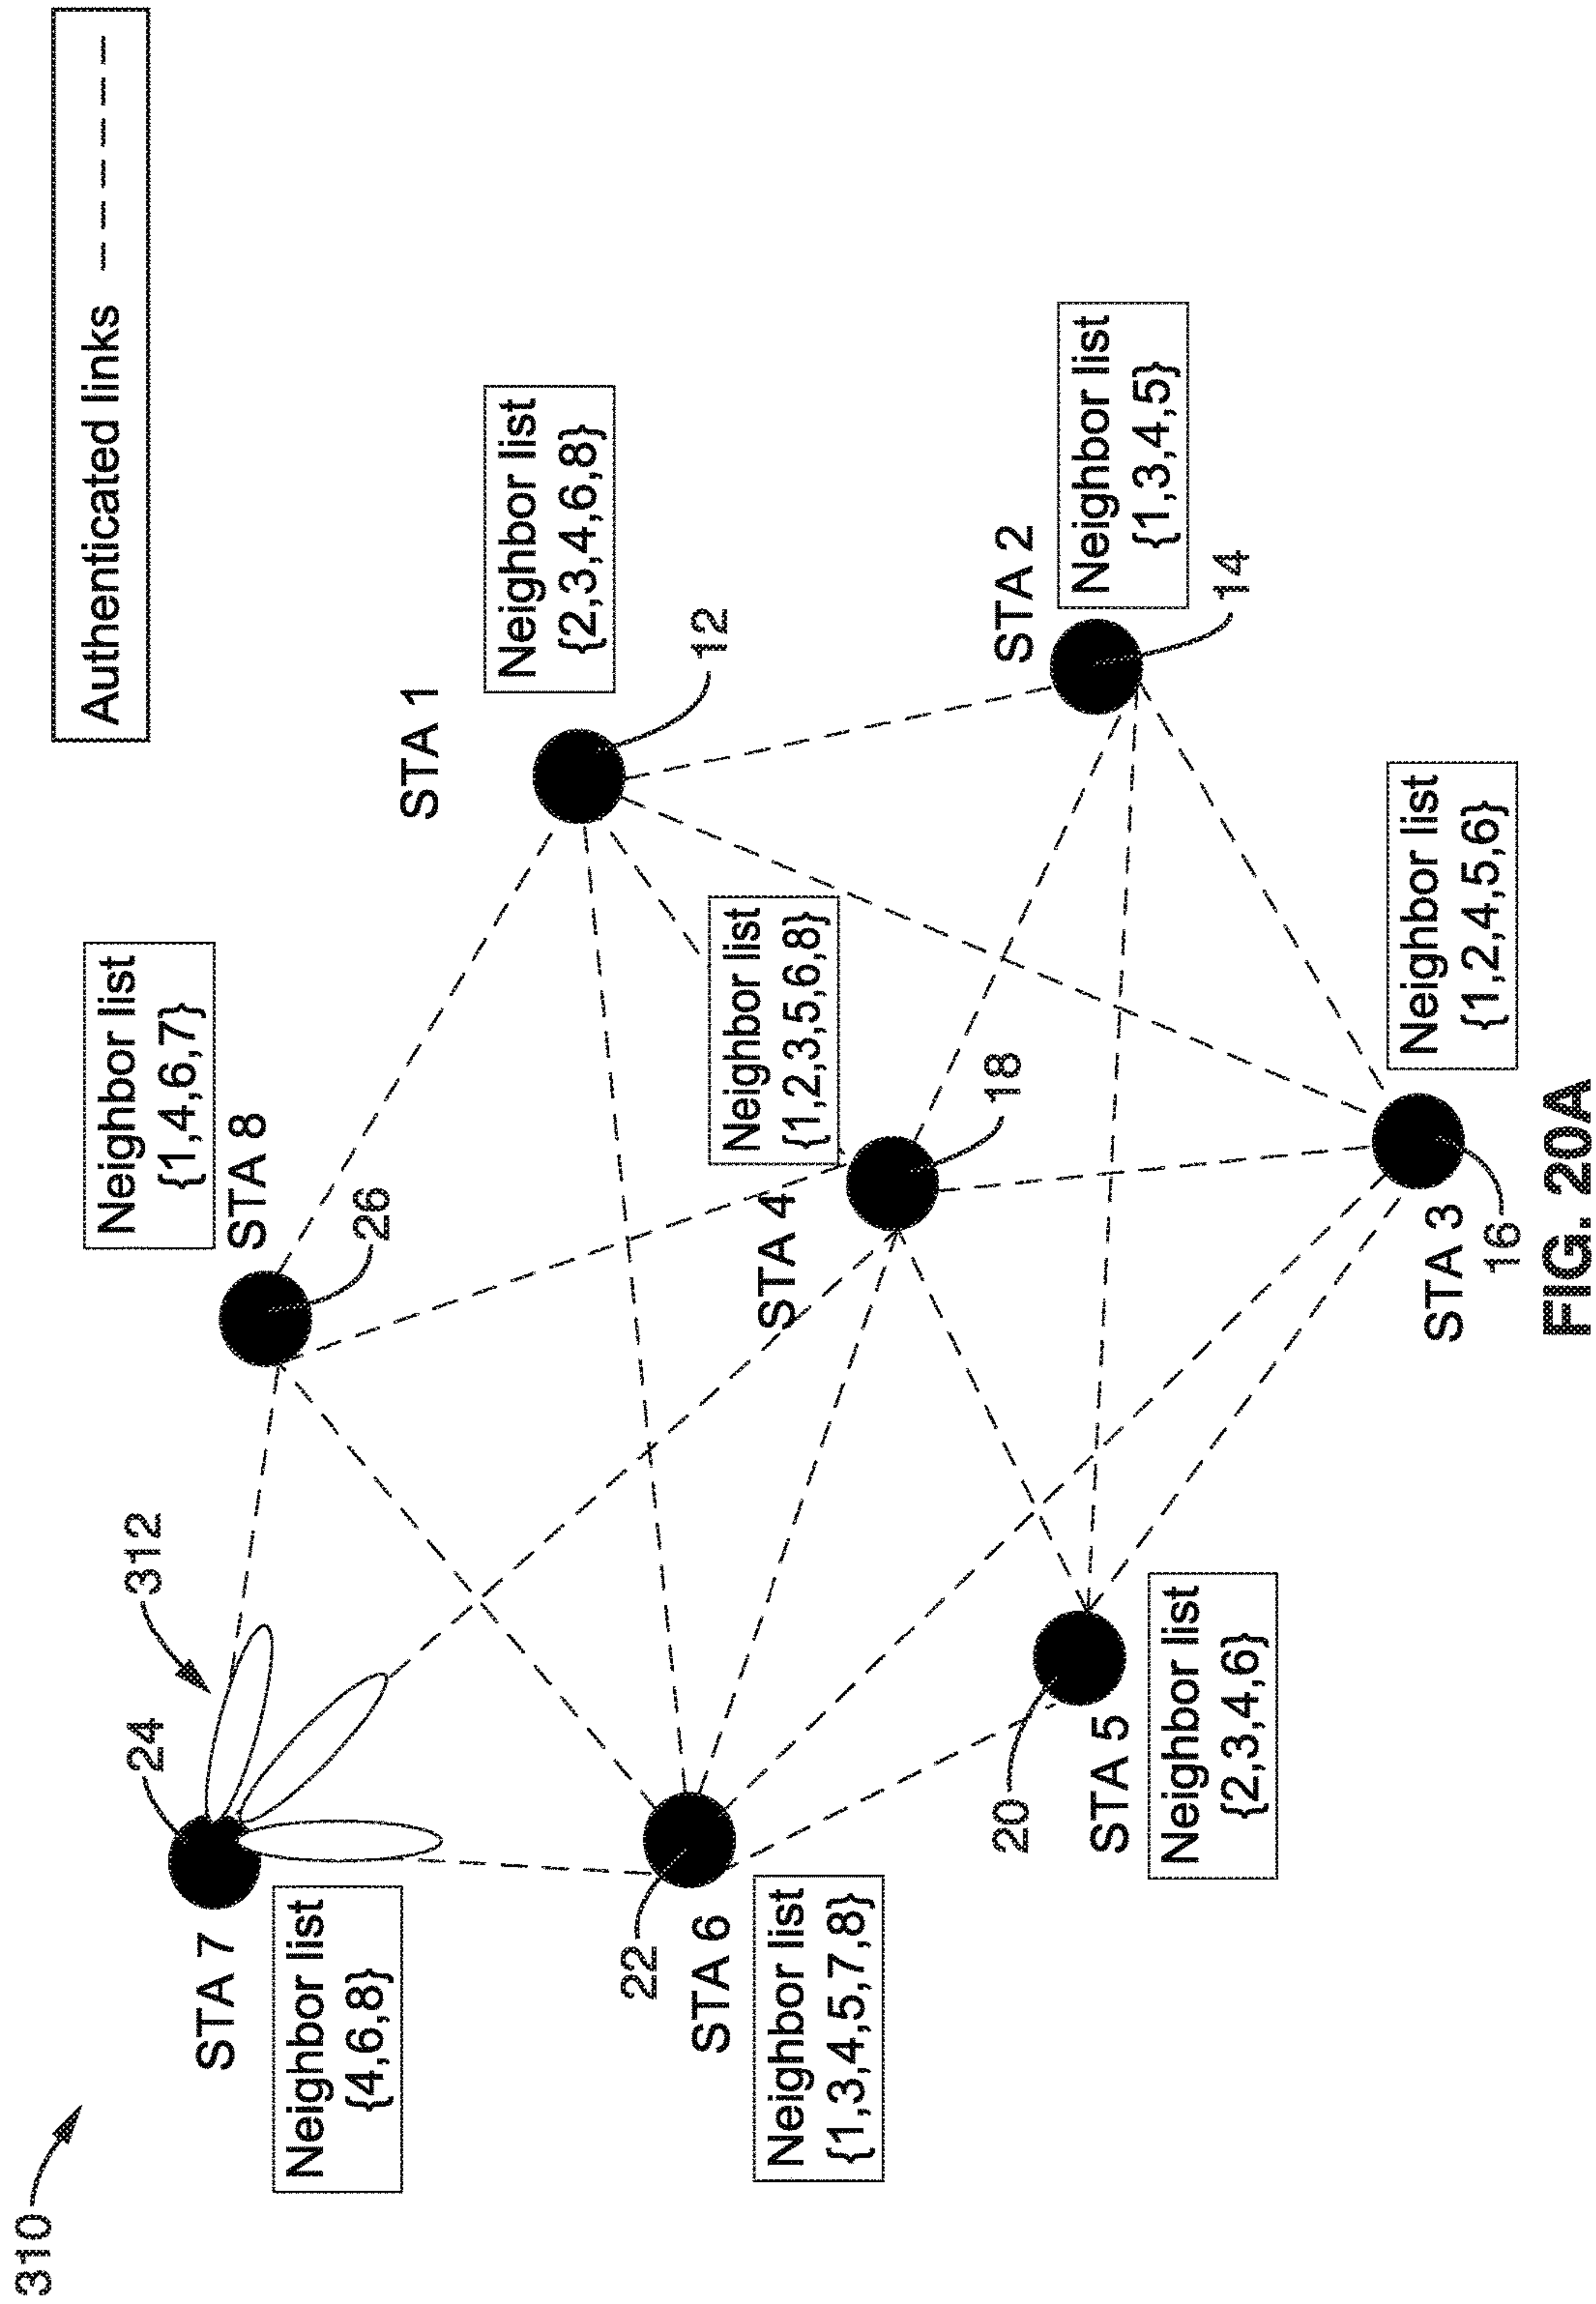 310
Authenticated links
STA 7
24
312
Neighbor list
{4,6,8}
Neighbor list
{1,4,6,7}
STA 8
26
STA 1
Neighbor list
{2,3,4,6,8}
12
22
STA 6
Neighbor list
{1,3,4,5,7,8}
Neighbor list
{1,2,3,5,6,8}
STA 4
18
STA 2
Neighbor list
{1,3,4,5}
14
20
STA 5
Neighbor list
{2,3,4,6}
Neighbor list
{1,2,4,5,6}
STA 3
16
FIG. 20A